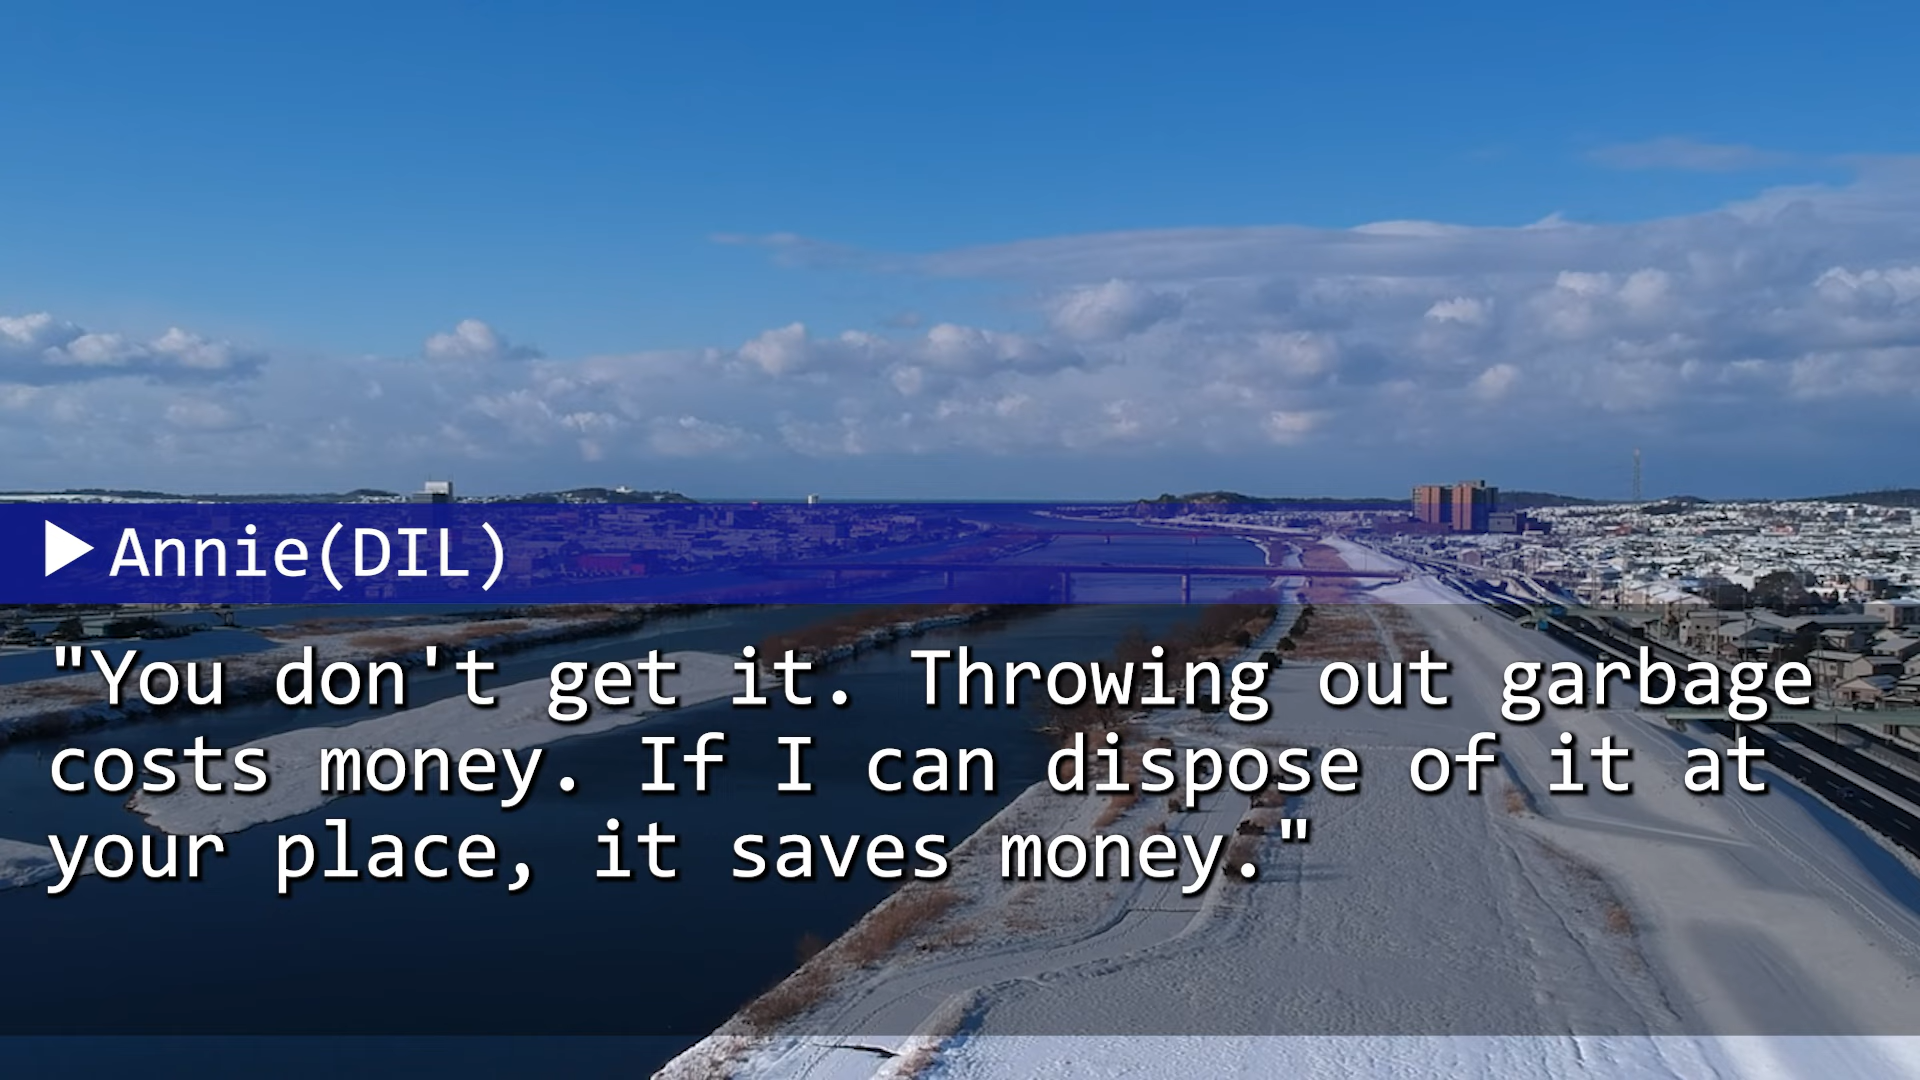 Annie(DIL)
"You don't get it. Throwing out garbage
costs money. If I can dispose of it at
your place, it saves money."